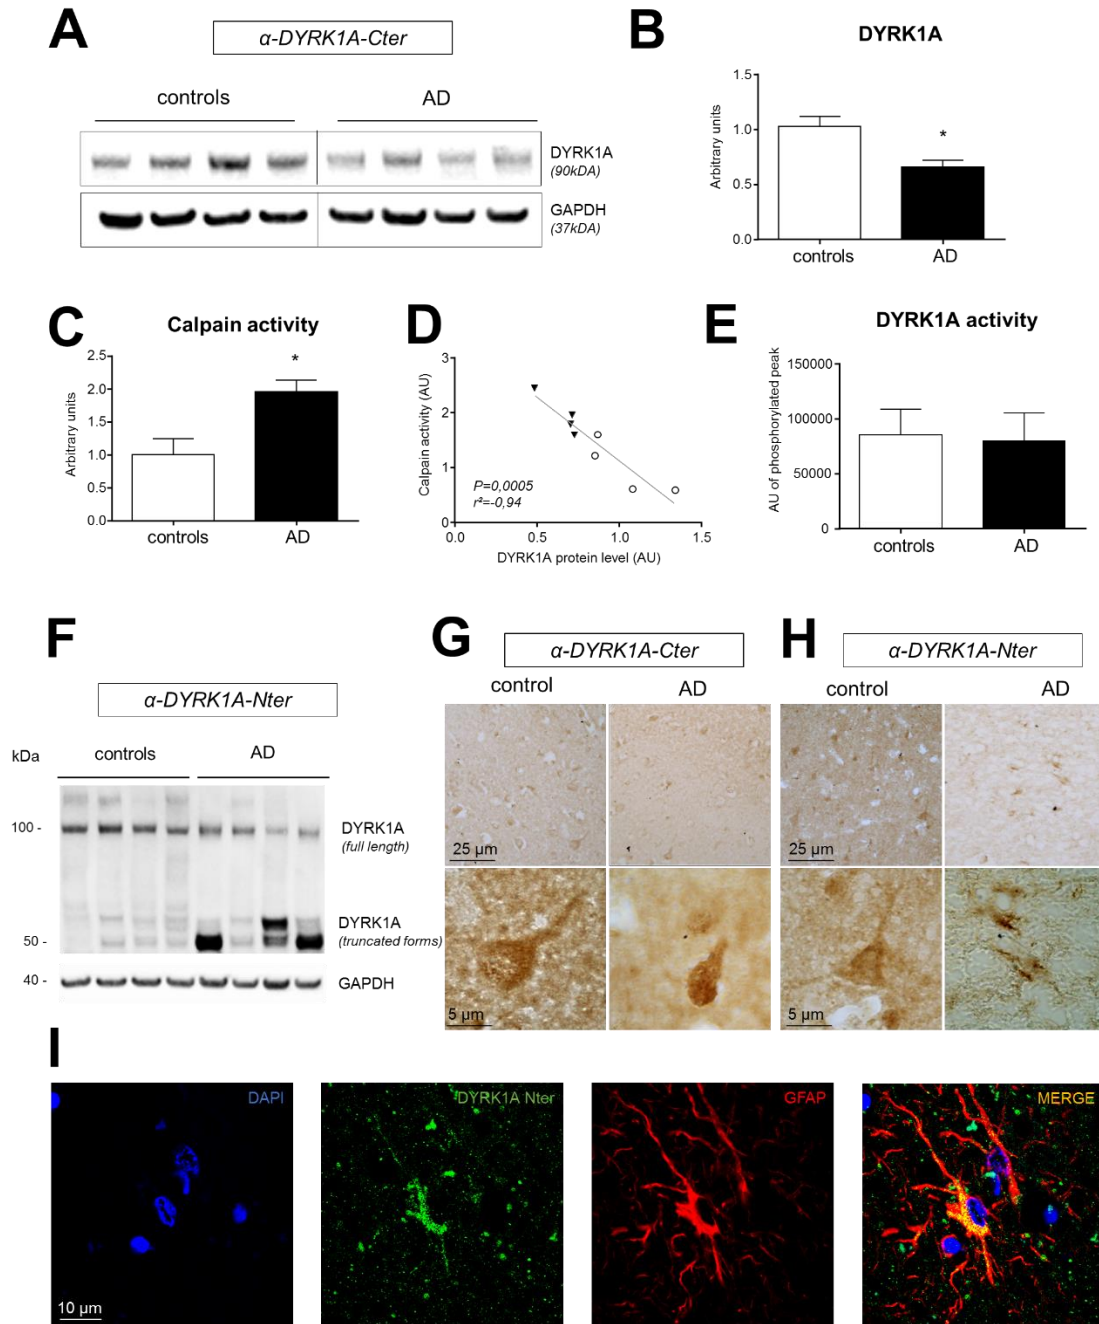 A
α-DYRK1A-Cter
controls AD
DYRK1A
(90kDA)
GAPDH
(37kDA)
B
DYRK1A
Arbitrary units
1.5
1.0
0.5
0.0
*
controls AD
C
Calpain activity
Arbitrary units
2.5
2.0
1.5
1.0
0.5
0.0
*
controls AD
D
Calpain activity (AU)
3
2
1
0
P=0,0005
r²=-0,94
0.0 0.5 1.0 1.5
DYRK1A protein level (AU)
E
DYRK1A activity
AU of phosphorylated peak
150000
100000
50000
0
controls AD
F
α-DYRK1A-Nter
kDa
controls AD
100 -
DYRK1A
(full length)
DYRK1A
(truncated forms)
50 -
40 -
GAPDH
G
α-DYRK1A-Cter
control AD
25 µm
5 µm
H
α-DYRK1A-Nter
control AD
25 µm
5 µm
I
DAPI
10 µm
DYRK1A Nter
GFAP
MERGE